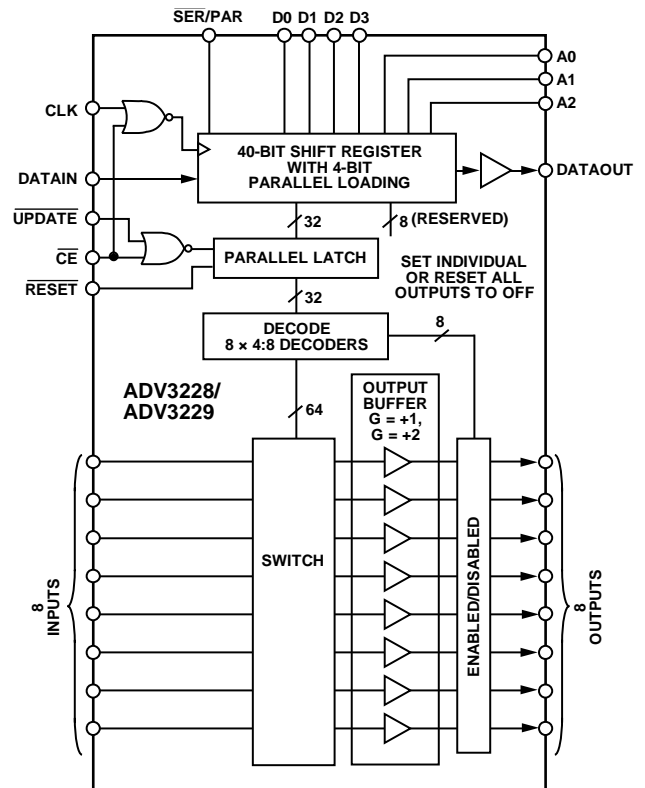 SER/PAR D0 D1 D2 D3
A0
A1
A2
CLK
40-BIT SHIFT REGISTER
WITH 4-BIT
PARALLEL LOADING
DATAOUT
DATAIN
UPDATE
32
8 (RESERVED)
CE
PARALLEL LATCH
SET INDIVIDUAL
OR RESET ALL
OUTPUTS TO OFF
RESET
32
DECODE
8 × 4:8 DECODERS
8
ADV3228/
ADV3229
64
OUTPUT
BUFFER
G = +1,
G = +2
SWITCH
ENABLED/DISABLED
8
INPUTS
8
OUTPUTS